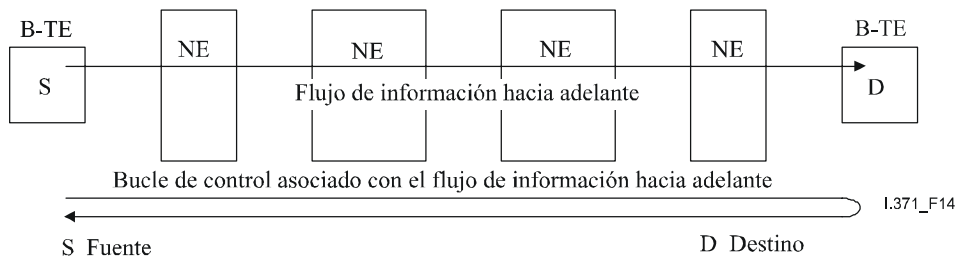 B-TE
B-TE
NE
NE
NE
NE
S
D
Flujo de información hacia adelante
Bucle de control asociado con el flujo de información hacia adelante
I.371_F14
S Fuente
D Destino